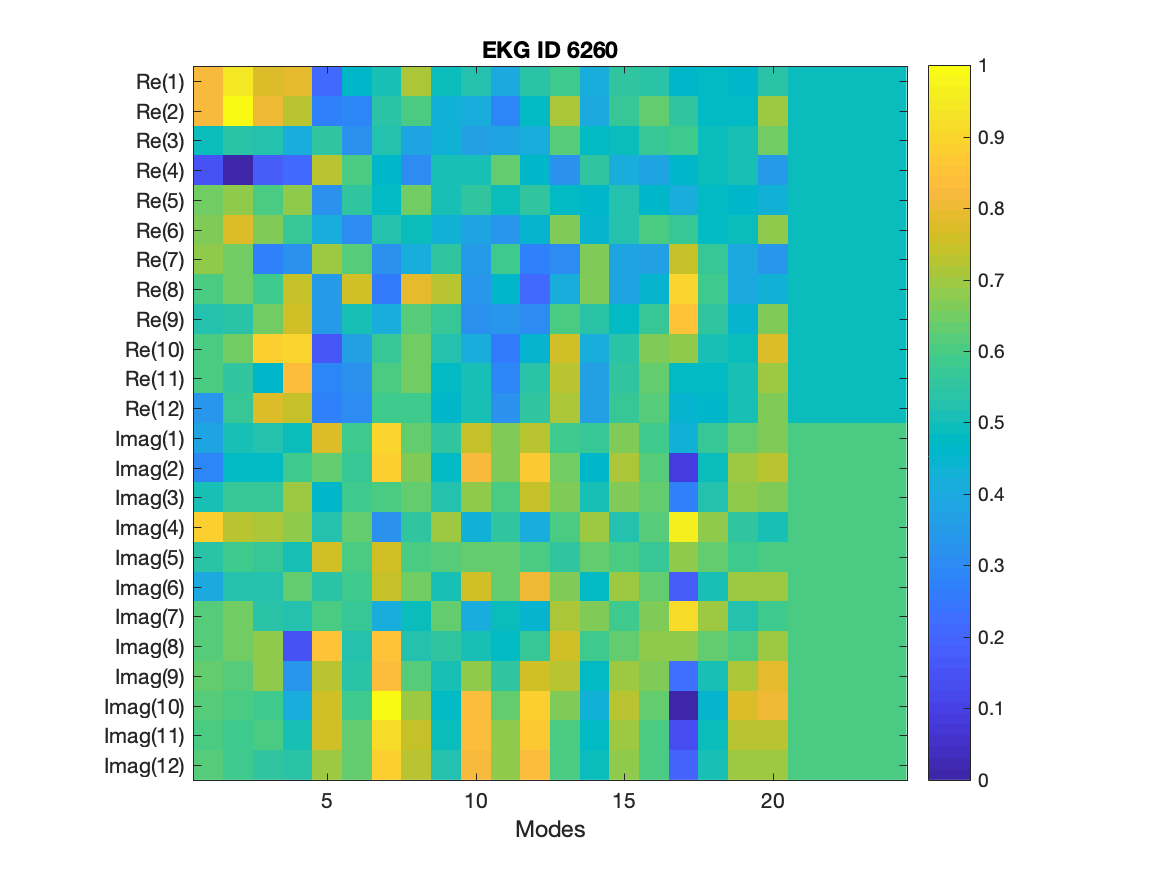 EKG ID 6260
Re(1)
Re(2)
Re(3)
Re(4)
Re(5)
Re(6)
Re(7)
Re(8)
Re(9)
Re(10)
Re(11)
Re(12)
Imag(1)
Imag(2)
Imag(3)
Imag(4)
Imag(5)
Imag(6)
Imag(7)
Imag(8)
Imag(9)
Imag(10)
Imag(11)
Imag(12)
5 10 15 20
Modes
1
0.9
0.8
0.7
0.6
0.5
0.4
0.3
0.2
0.1
0